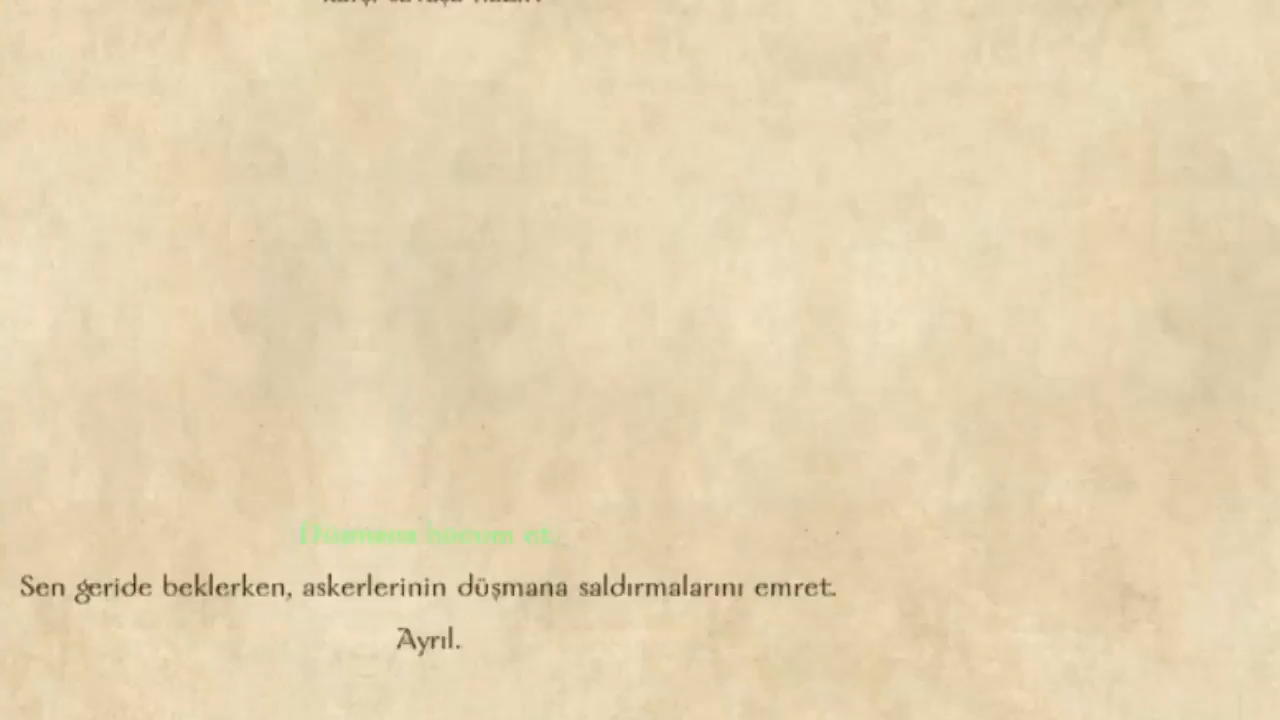 Düşmana hücum et.
Sen geride beklerken, askerlerinin düşmana saldırmalarını emret.
Ayrıl.